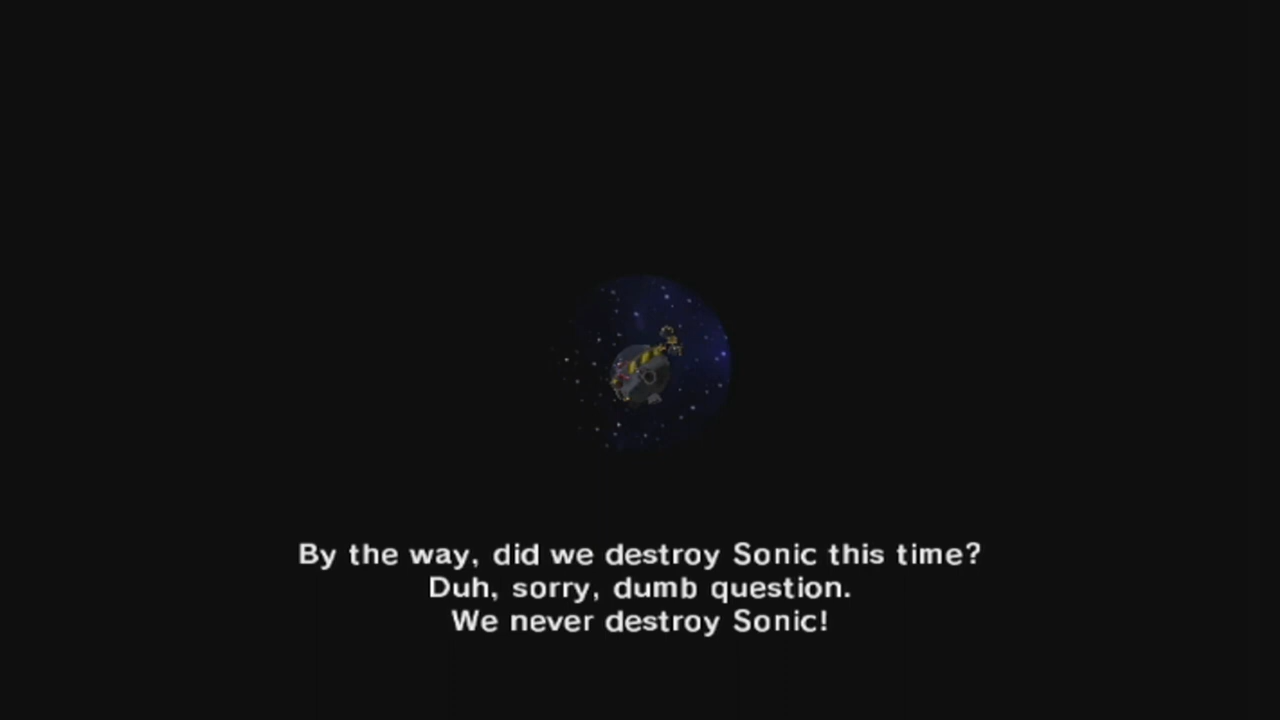 By the way, did we destroy Sonic this time?
Duh, sorry, dumb question.
We never destroy Sonic!